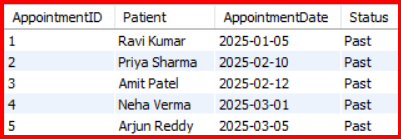 AppointmentID Patient AppointmentDate Status
1 Ravi Kumar 2025-01-05 Past
2 Priya Sharma 2025-02-10 Past
3 Amit Patel 2025-02-12 Past
4 Neha Verma 2025-03-01 Past
5 Arjun Reddy 2025-03-05 Past